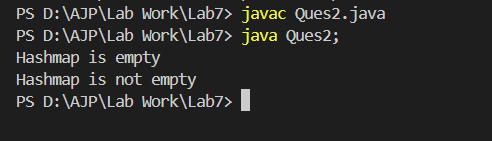 PS D:\AJP\Lab Work\Lab7> javac Ques2.java
PS D:\AJP\Lab Work\Lab7> java Ques2;
Hashmap is empty
Hashmap is not empty
PS D:\AJP\Lab Work\Lab7>